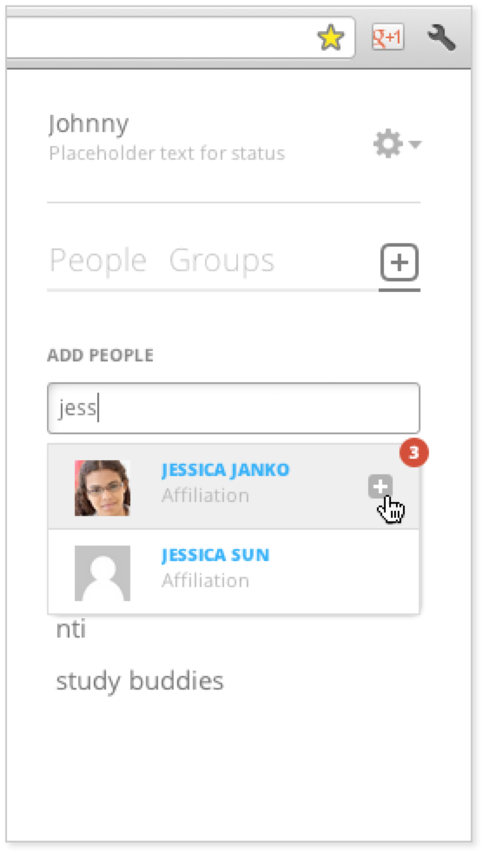 g+1
Johnny
Placeholder text for status
People Groups
ADD PEOPLE
jess
3
JESSICA JANKO
Affiliation
JESSICA SUN
Affiliation
nti
study buddies